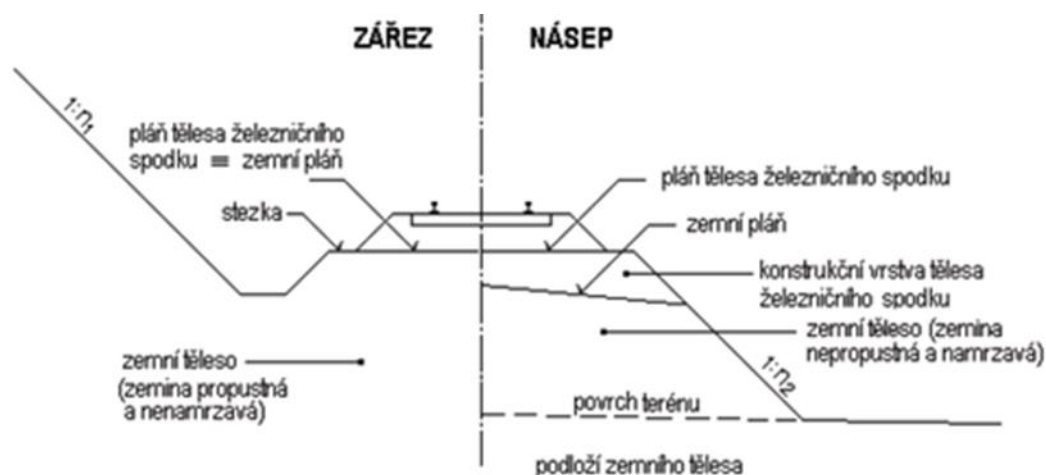 ZÁŘEZ
NÁSEP
1:n1
pláň tělesa železničního
spodku ≡ zemní pláň
stezka
pláň tělesa železničního spodku
zemní pláň
konstrukční vrstva tělesa
železničního spodku
zemní těleso (zemina
nepropustná a namrzavá)
zemní těleso
(zemina propustná
a nenamrzavá)
1:n2
povrch terénu
podloží zemního tělesa